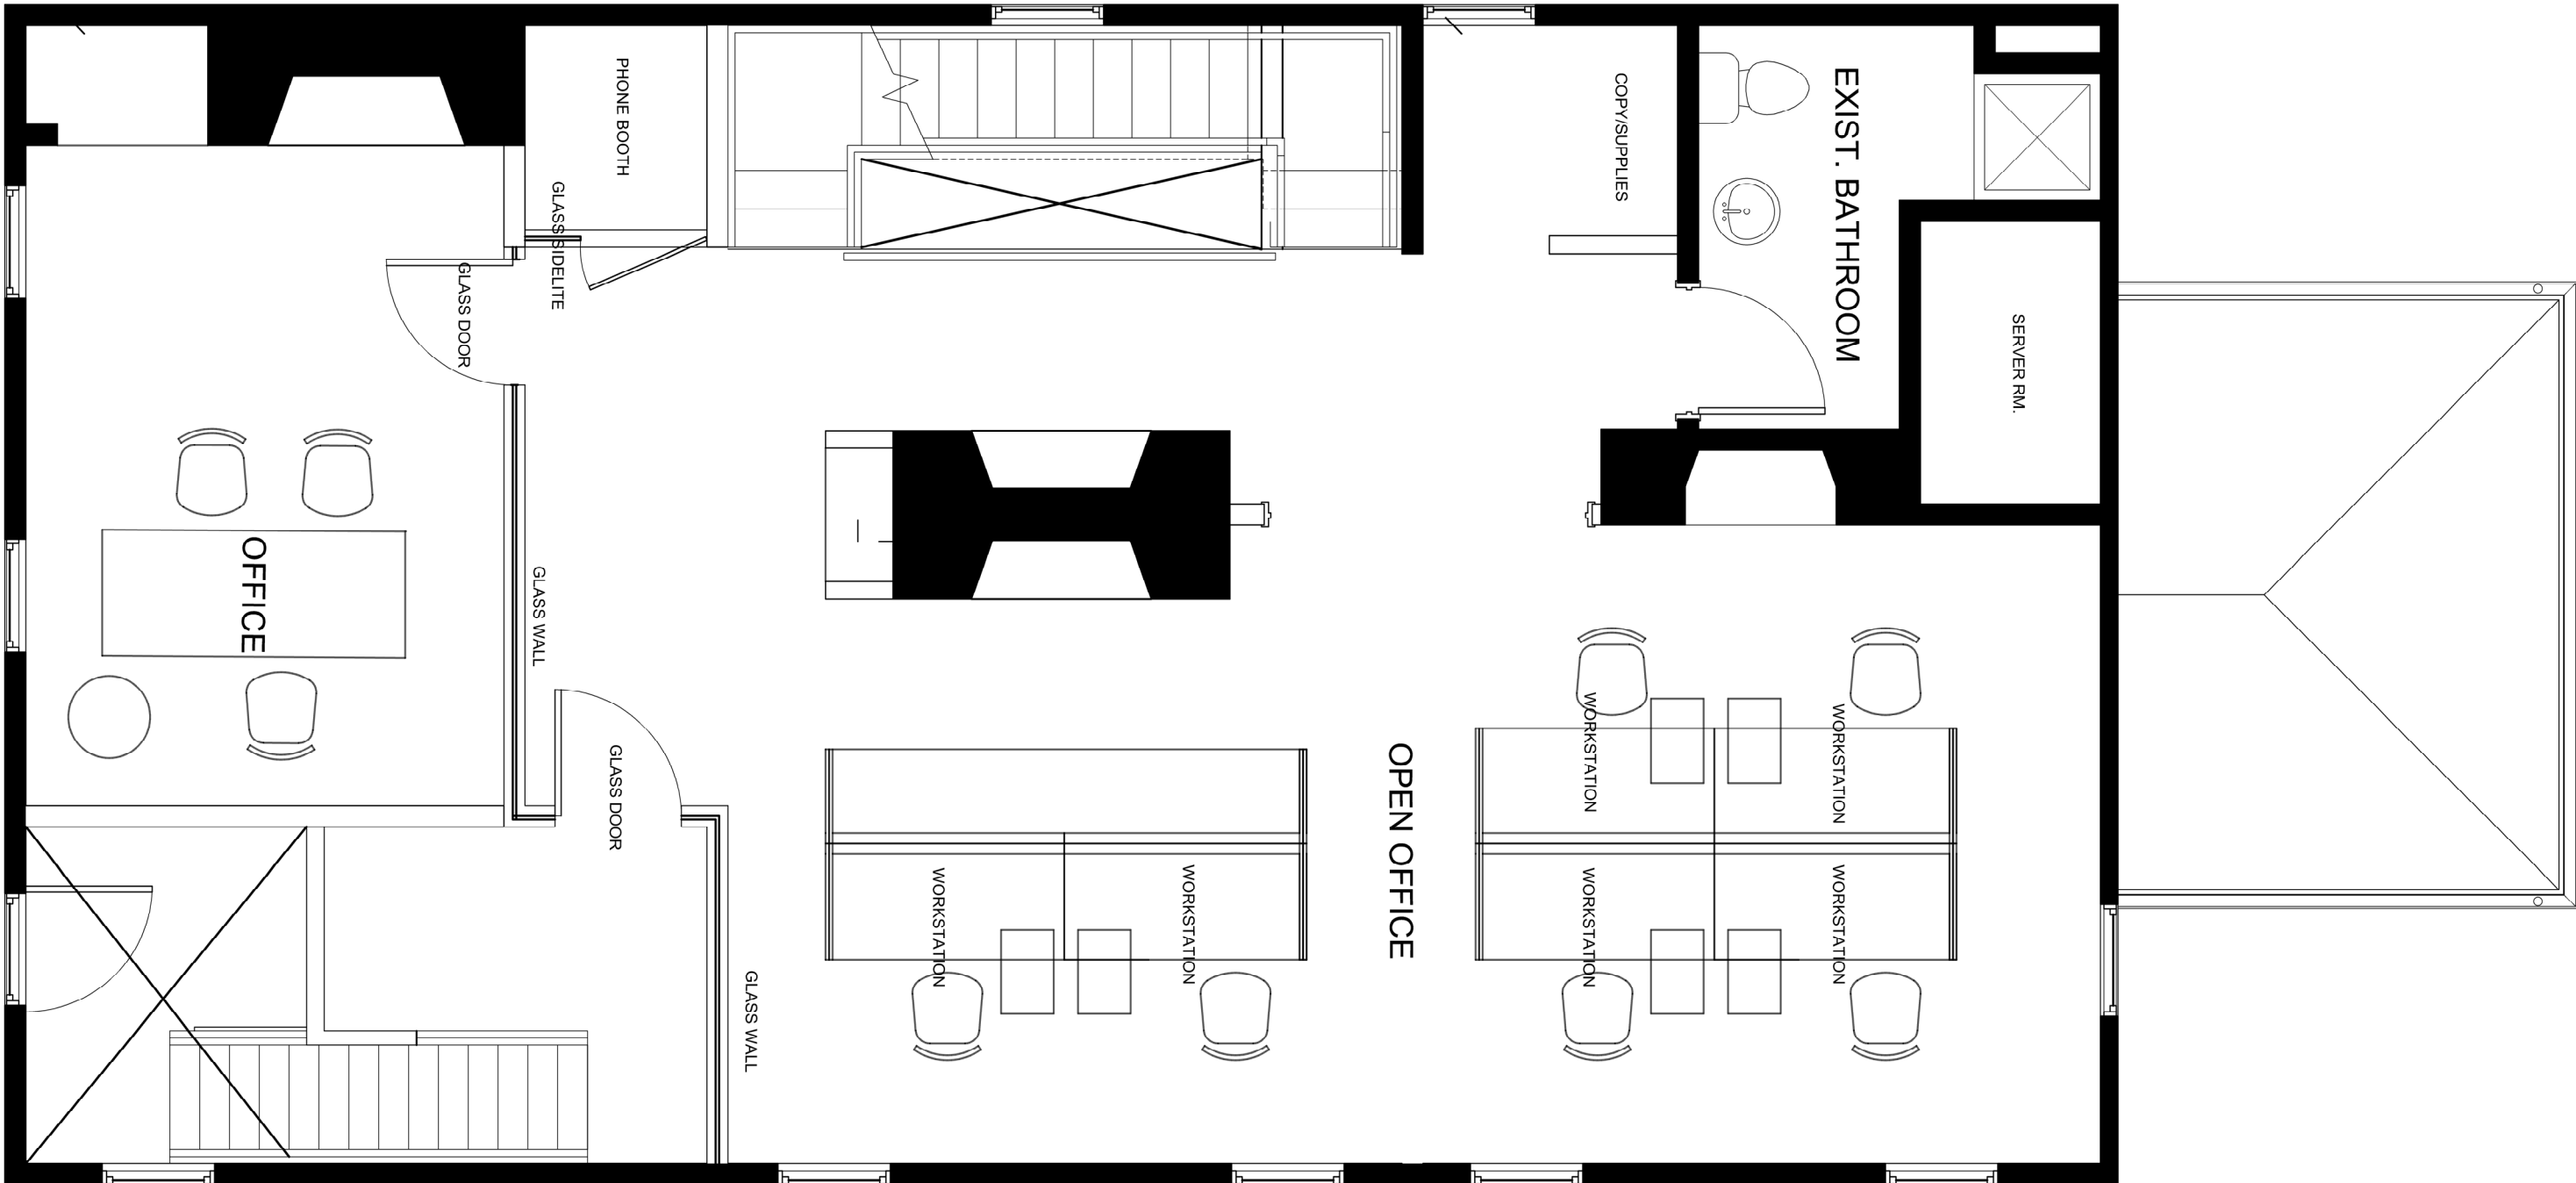 PHONE BOOTH
COPY/SUPPLIES
EXIST. BATHROOM
GLASS SIDELITE
GLASS DOOR
SERVER RM.
OFFICE
GLASS WALL
GLASS DOOR
OPEN OFFICE
WORKSTATION
WORKSTATION
WORKSTATION
WORKSTATION
WORKSTATION
WORKSTATION
GLASS WALL